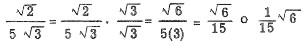 √2 / 5√3 = √2 / 5√3 · √3 / √3 = √6 / 5(3) = √6 / 15 o 1/15 √6